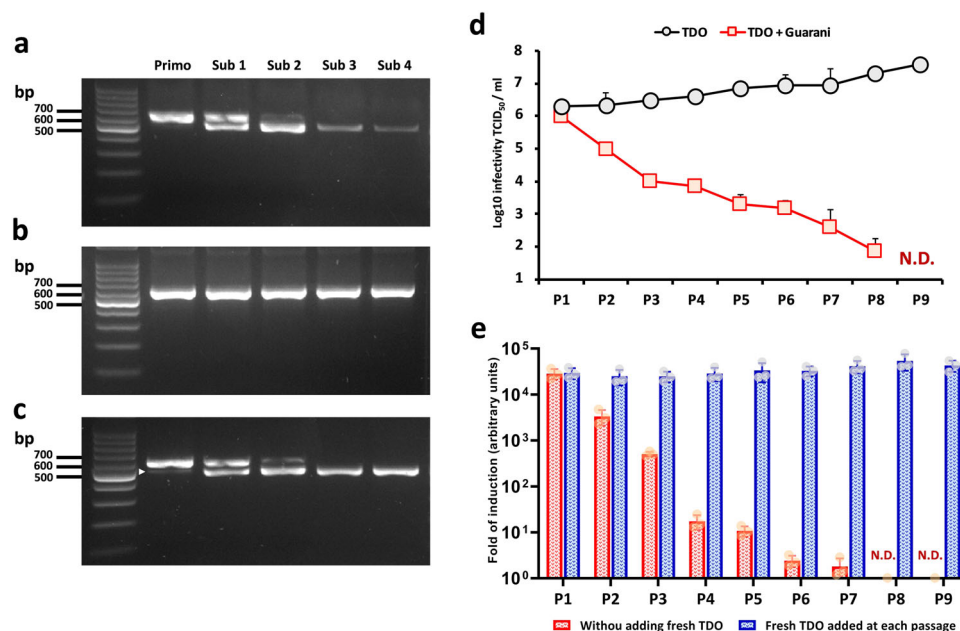 a
Primo Sub 1 Sub 2 Sub 3 Sub 4
bp
700
600
500
b
bp
700
600
500
c
bp
700
600
500
d
TDO TDO + Guarani
Log10 infectivity TCID50 / ml
8
7
6
5
4
3
2
1
N.D.
P1 P2 P3 P4 P5 P6 P7 P8 P9
e
Fold of induction (arbitrary units)
10^5
10^4
10^3
10^2
10^1
10^0
N.D. N.D.
P1 P2 P3 P4 P5 P6 P7 P8 P9
Withou adding fresh TDO Fresh TDO added at each passage